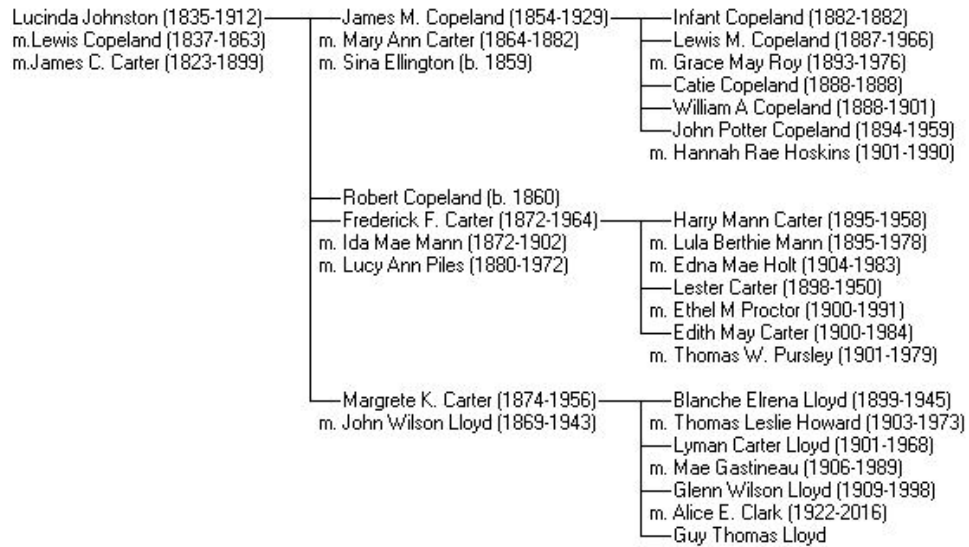 Lucinda Johnston (1835-1912)
m.Lewis Copeland (1837-1863)
m.James C. Carter (1823-1899)
James M. Copeland (1854-1929)
m. Mary Ann Carter (1864-1882)
m. Sina Ellington (b. 1859)
Infant Copeland (1882-1882)
Lewis M. Copeland (1887-1966)
m. Grace May Roy (1893-1976)
Catie Copeland (1888-1888)
William A Copeland (1888-1901)
John Potter Copeland (1894-1959)
m. Hannah Rae Hoskins (1901-1990)
Robert Copeland (b. 1860)
Frederick F. Carter (1872-1964)
m. Ida Mae Mann (1872-1902)
m. Lucy Ann Piles (1880-1972)
Harry Mann Carter (1895-1958)
m. Lula Berthie Mann (1895-1978)
m. Edna Mae Holt (1904-1983)
Lester Carter (1898-1950)
m. Ethel M Proctor (1900-1991)
Edith May Carter (1900-1984)
m. Thomas W. Pursley (1901-1979)
Margrete K. Carter (1874-1956)
m. John Wilson Lloyd (1869-1943)
Blanche Elrena Lloyd (1899-1945)
m. Thomas Leslie Howard (1903-1973)
Lyman Carter Lloyd (1901-1968)
m. Mae Gastineau (1906-1989)
Glenn Wilson Lloyd (1909-1998)
m. Alice E. Clark (1922-2016)
Guy Thomas Lloyd